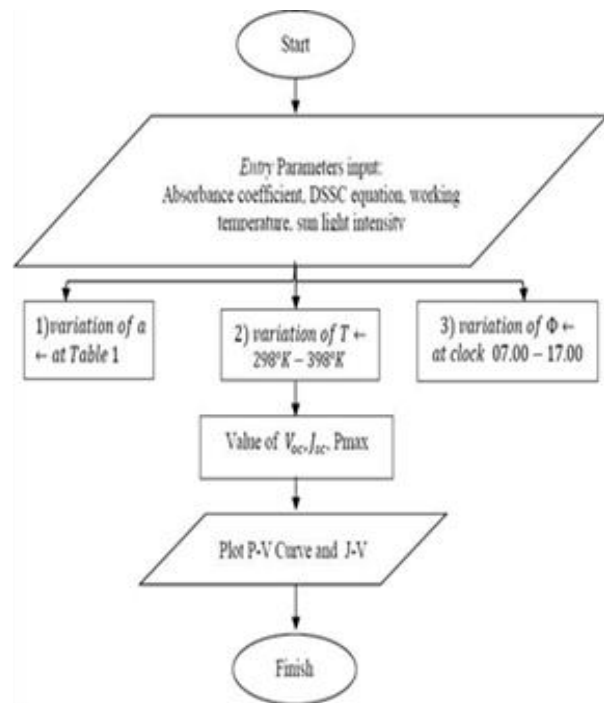 Start
Entry Parameters input:
Absorbance coefficient, DSSC equation, working
temperature, sun light intensity
1)variation of a
← at Table 1
2) variation of T ←
298°K – 398°K
3) variation of Φ ←
at clock 07.00 – 17.00
Value of V_oc, J_sc, Pmax
Plot P-V Curve and J-V
Finish